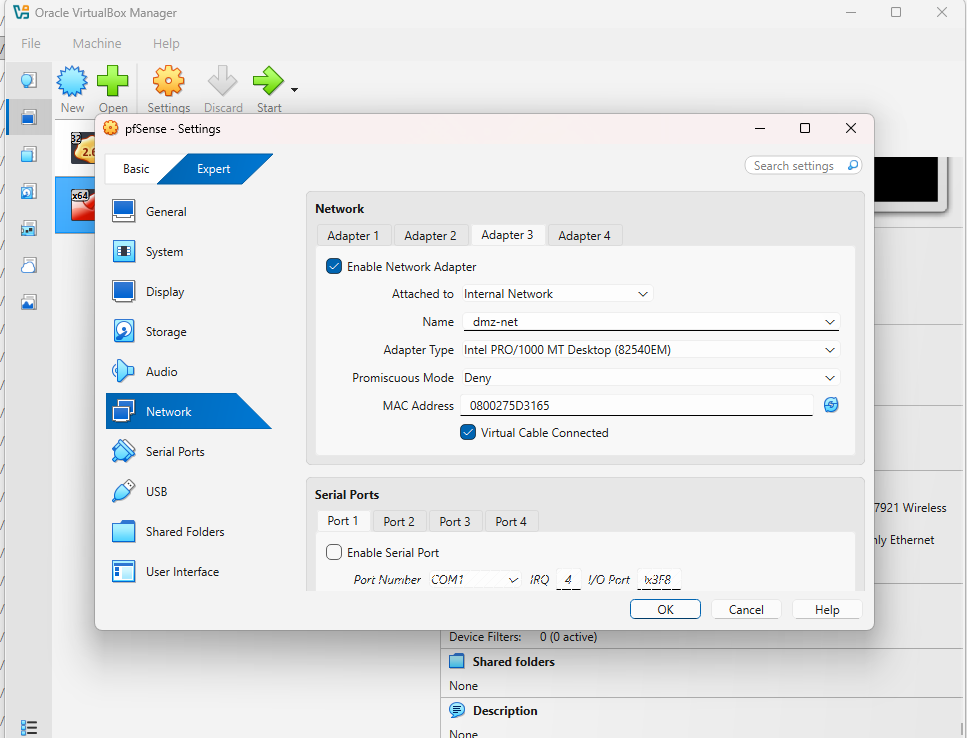 Oracle VirtualBox Manager
File Machine Help
New Open Settings Discard Start
32
2.6
x64
pfSense - Settings
Basic Expert
Search settings
General
System
Display
Storage
Audio
Network
Serial Ports
USB
Shared Folders
User Interface
Network
Adapter 1 Adapter 2 Adapter 3 Adapter 4
Enable Network Adapter
Attached to Internal Network
Name dmz-net
Adapter Type Intel PRO/1000 MT Desktop (82540EM)
Promiscuous Mode Deny
MAC Address 0800275D3165
Virtual Cable Connected
Serial Ports
Port 1 Port 2 Port 3 Port 4
Enable Serial Port
Port Number COM1 IRQ 4 I/O Port 0x3F8
OK Cancel Help
7921 Wireless
nly Ethernet
Device Filters: 0 (0 active)
Shared folders
None
Description
None